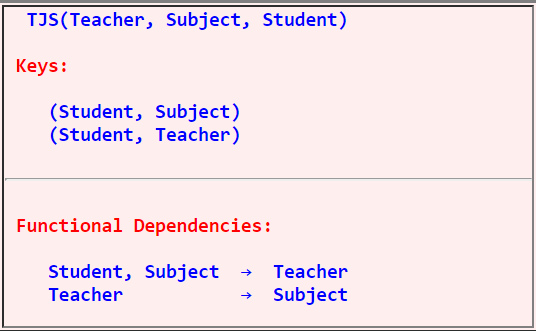 TJS(Teacher, Subject, Student)
Keys:
(Student, Subject)
(Student, Teacher)
Functional Dependencies:
Student, Subject → Teacher
Teacher → Subject